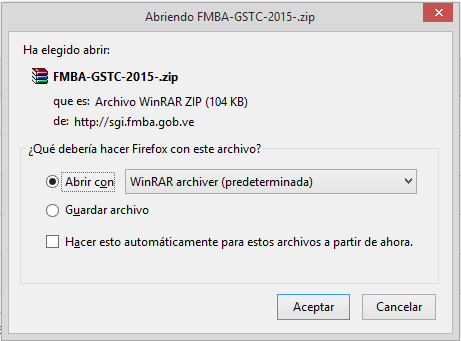 Abriendo FMBA-GSTC-2015-.zip
Ha elegido abrir:
FMBA-GSTC-2015-.zip
que es: Archivo WinRAR ZIP (104 KB)
de: http://sgi.fmba.gob.ve
¿Qué debería hacer Firefox con este archivo?
Abrir con WinRAR archiver (predeterminada)
Guardar archivo
Hacer esto automáticamente para estos archivos a partir de ahora.
Aceptar Cancelar